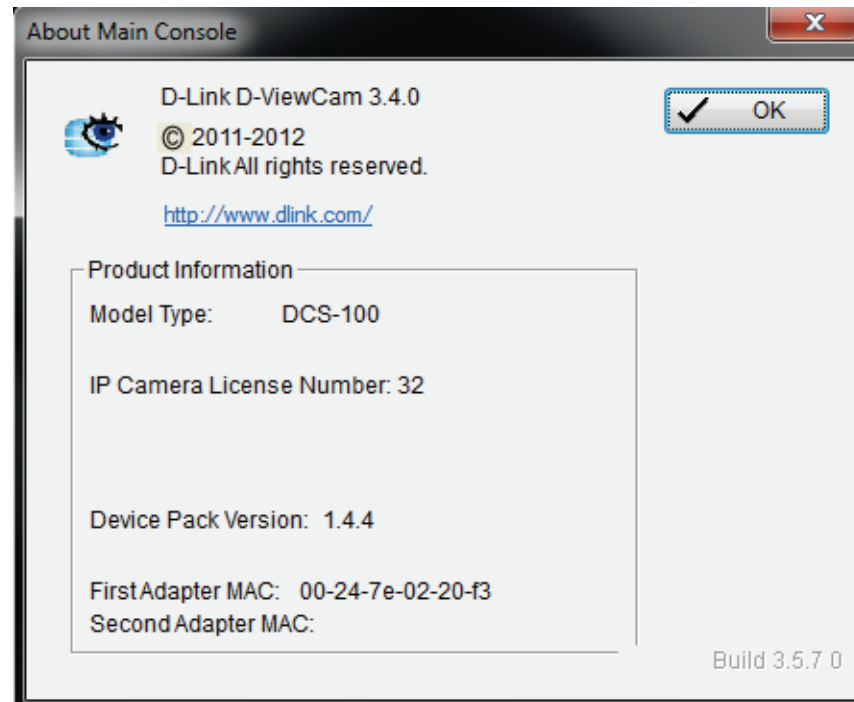 About Main Console
D-Link D-ViewCam 3.4.0
OK
© 2011-2012
D-Link All rights reserved.
http://www.dlink.com/
Product Information
Model Type: DCS-100
IP Camera License Number: 32
Device Pack Version: 1.4.4
First Adapter MAC: 00-24-7e-02-20-f3
Second Adapter MAC:
Build 3.5.7 0